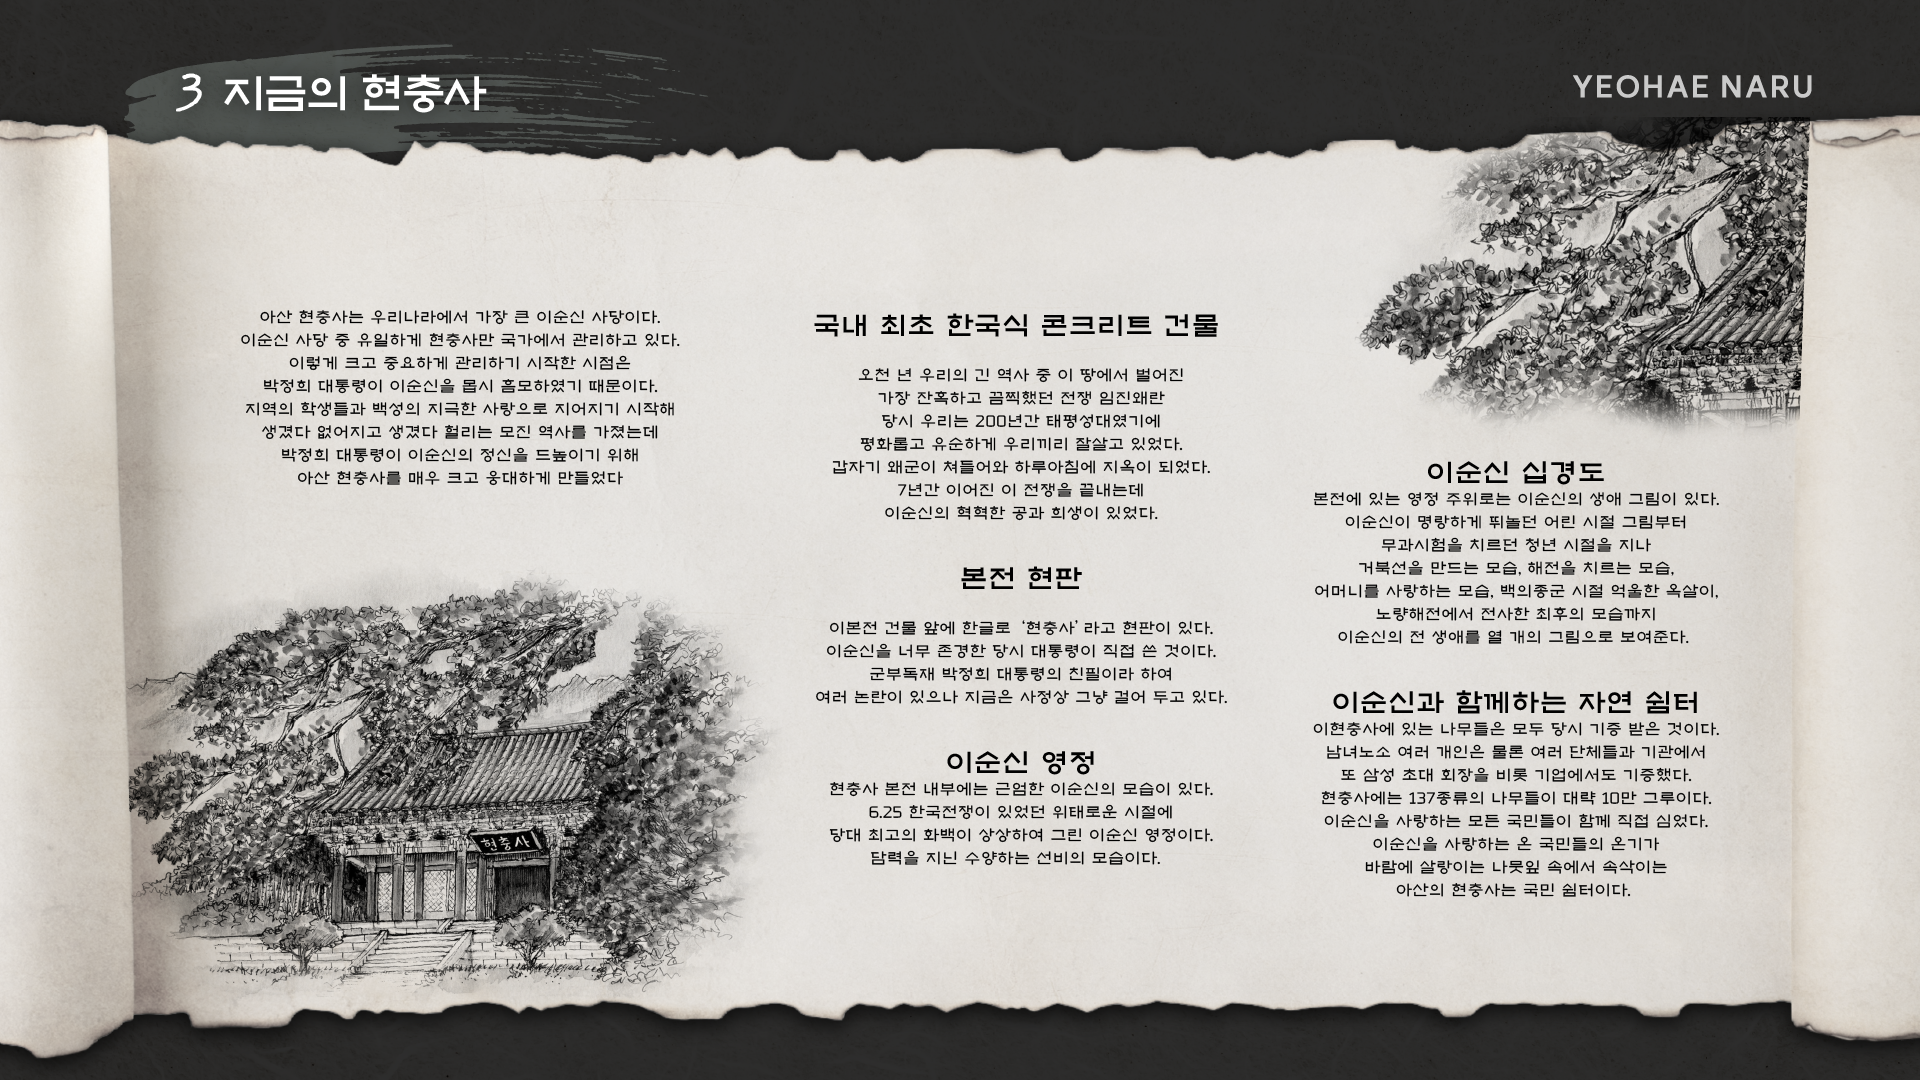 3 지금의 현충사
YEOHAE NARU
아산 현충사는 우리나라에서 가장 큰 이순신 사당이다.
이순신 사당 중 유일하게 현충사만 국가에서 관리하고 있다.
이렇게 크고 중요하게 관리하기 시작한 시점은
박정희 대통령이 이순신을 몹시 흠모하였기 때문이다.
지역의 학생들과 백성의 지극한 사랑으로 지어지기 시작해
생겼다 없어지고 생겼다 헐리는 모진 역사를 가졌는데
박정희 대통령이 이순신의 정신을 드높이기 위해
아산 현충사를 매우 크고 웅대하게 만들었다
현충사
국내 최초 한국식 콘크리트 건물
오천 년 우리의 긴 역사 중 이 땅에서 벌어진
가장 잔혹하고 끔찍했던 전쟁 임진왜란
당시 우리는 200년간 태평성대였기에
평화롭고 유순하게 우리끼리 잘살고 있었다.
갑자기 왜군이 쳐들어와 하루아침에 지옥이 되었다.
7년간 이어진 이 전쟁을 끝내는데
이순신의 혁혁한 공과 희생이 있었다.
본전 현판
이본전 건물 앞에 한글로 ‘현충사’ 라고 현판이 있다.
이순신을 너무 존경한 당시 대통령이 직접 쓴 것이다.
군부독재 박정희 대통령의 친필이라 하여
여러 논란이 있으나 지금은 사정상 그냥 걸어 두고 있다.
이순신 영정
현충사 본전 내부에는 근엄한 이순신의 모습이 있다.
6.25 한국전쟁이 있었던 위태로운 시절에
당대 최고의 화백이 상상하여 그린 이순신 영정이다.
담력을 지닌 수양하는 선비의 모습이다.
이순신 십경도
본전에 있는 영정 주위로는 이순신의 생애 그림이 있다.
이순신이 명랑하게 뛰놀던 어린 시절 그림부터
무과시험을 치르던 청년 시절을 지나
거북선을 만드는 모습, 해전을 치르는 모습,
어머니를 사랑하는 모습, 백의종군 시절 억울한 옥살이,
노량해전에서 전사한 최후의 모습까지
이순신의 전 생애를 열 개의 그림으로 보여준다.
이순신과 함께하는 자연 쉼터
이현충사에 있는 나무들은 모두 당시 기증 받은 것이다.
남녀노소 여러 개인은 물론 여러 단체들과 기관에서
또 삼성 초대 회장을 비롯 기업에서도 기증했다.
현충사에는 137종류의 나무들이 대략 10만 그루이다.
이순신을 사랑하는 모든 국민들이 함께 직접 심었다.
이순신을 사랑하는 온 국민들의 온기가
바람에 살랑이는 나뭇잎 속에서 속삭이는
아산의 현충사는 국민 쉼터이다.